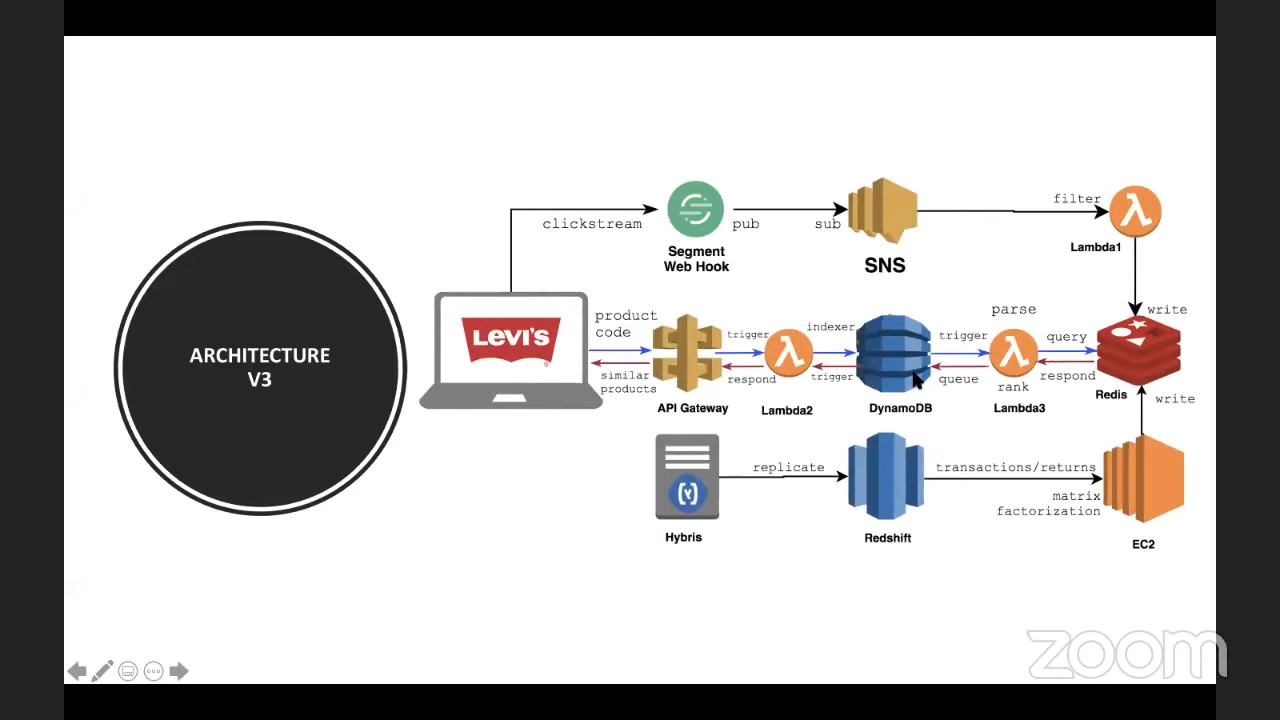 ARCHITECTURE
V3
clickstream
Segment
Web Hook
pub
sub
SNS
filter
Lambda1
write
LEVI'S
®
product
code
similar
products
API Gateway
trigger
respond
Lambda2
indexer
trigger
DynamoDB
trigger
queue
parse
rank
Lambda3
query
respond
Redis
write
Hybris
(Y)
replicate
Redshift
transactions/returns
matrix
factorization
EC2
zoom